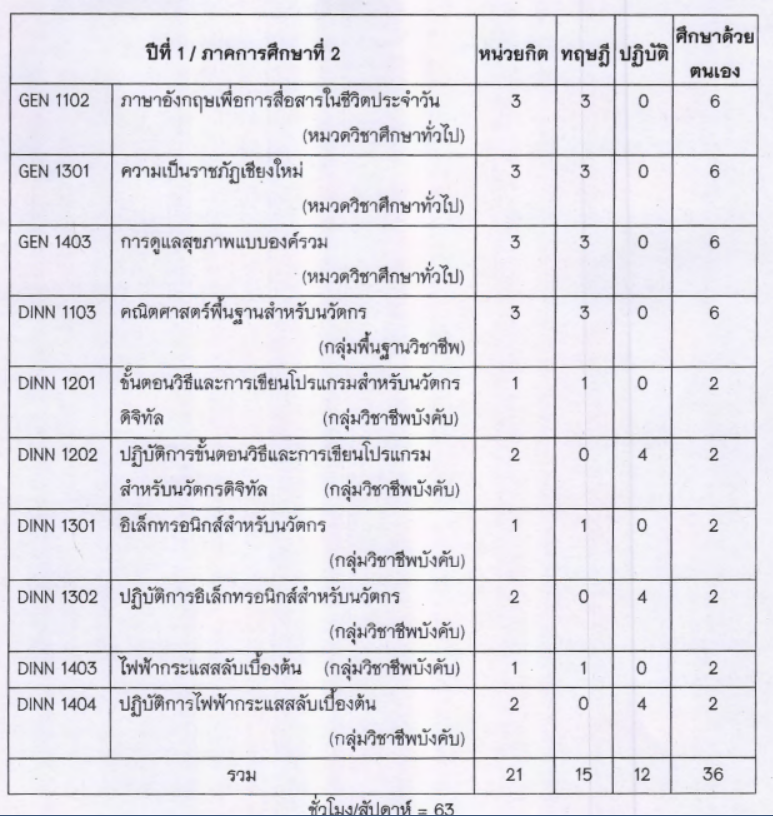 ปีที่ 1 / ภาคการศึกษาที่ 2 หน่วยกิต ทฤษฎี ปฏิบัติ ศึกษาด้วย
ตนเอง
GEN 1102 ภาษาอังกฤษเพื่อการสื่อสารในชีวิตประจำวัน 3 3 0 6
(หมวดวิชาศึกษาทั่วไป)
GEN 1301 ความเป็นราชภัฏเชียงใหม่ 3 3 0 6
(หมวดวิชาศึกษาทั่วไป)
GEN 1403 การดูแลสุขภาพแบบองค์รวม 3 3 0 6
(หมวดวิชาศึกษาทั่วไป)
DINN 1103 คณิตศาสตร์พื้นฐานสำหรับนวัตกร 3 3 0 6
(กลุ่มพื้นฐานวิชาชีพ)
DINN 1201 ขั้นตอนวิธีและการเขียนโปรแกรมสำหรับนวัตกร 1 1 0 2
ดิจิทัล (กลุ่มวิชาชีพบังคับ)
DINN 1202 ปฏิบัติการขั้นตอนวิธีและการเขียนโปรแกรม 2 0 4 2
สำหรับนวัตกรดิจิทัล (กลุ่มวิชาชีพบังคับ)
DINN 1301 อิเล็กทรอนิกส์สำหรับนวัตกร 1 1 0 2
(กลุ่มวิชาชีพบังคับ)
DINN 1302 ปฏิบัติการอิเล็กทรอนิกส์สำหรับนวัตกร 2 0 4 2
(กลุ่มวิชาชีพบังคับ)
DINN 1403 ไฟฟ้ากระแสสลับเบื้องต้น (กลุ่มวิชาชีพบังคับ) 1 1 0 2
DINN 1404 ปฏิบัติการไฟฟ้ากระแสสลับเบื้องต้น 2 0 4 2
(กลุ่มวิชาชีพบังคับ)
รวม 21 15 12 36
ชั่วโมง/สัปดาห์ = 63